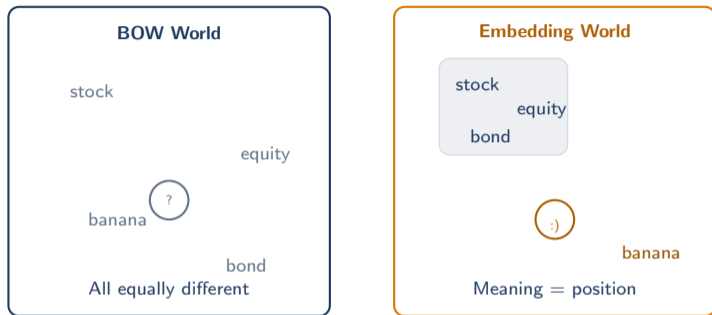 BOW World
stock
equity
?
banana
bond
All equally different
Embedding World
stock
equity
bond
:)
banana
Meaning = position